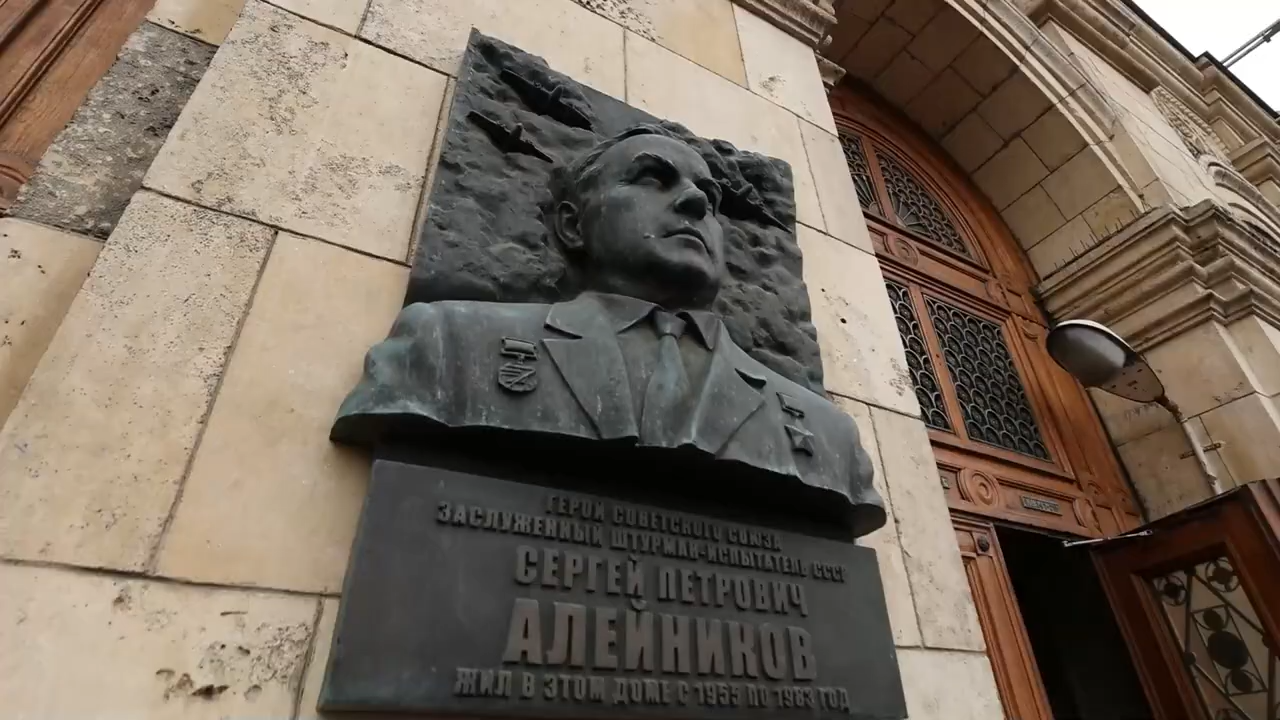 ГЕРОЙ СОВЕТСКОГО СОЮЗА
ЗАСЛУЖЕННЫЙ ШТУРМАН-ИСПЫТАТЕЛЬ СССР
СЕРГЕЙ ПЕТРОВИЧ
АЛЕЙНИКОВ
ЖИЛ В ЭТОМ ДОМЕ С 1955 ПО 1983 ГОД